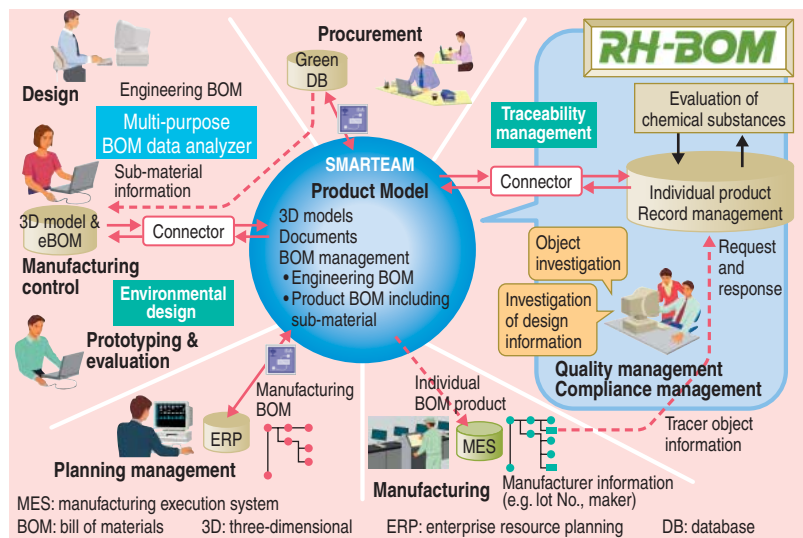 Design
Engineering BOM
Multi-purpose
BOM data analyzer
Sub-material
information
3D model &
eBOM
Connector
Manufacturing
control
Environmental
design
Prototyping &
evaluation
Procurement
Green
DB
SMARTEAM
Product Model
3D models
Documents
BOM management
• Engineering BOM
• Product BOM including
sub-material
RH-BOM
Traceability
management
Connector
Evaluation of
chemical substances
Individual product
Record management
Object
investigation
Investigation
of design
information
Request
and
response
Quality management
Compliance management
Tracer object
information
Manufacturing
BOM
ERP
Planning management
Individual
BOM product
MES
Manufacturing
Manufacturer information
(e.g. lot No., maker)
MES: manufacturing execution system
BOM: bill of materials 3D: three-dimensional ERP: enterprise resource planning DB: database